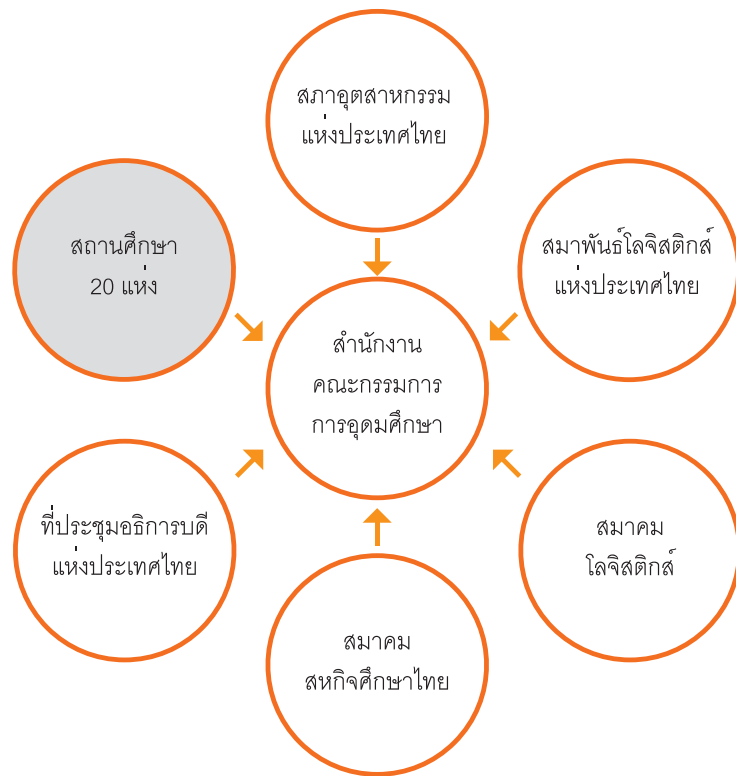 สภาอุตสาหกรรม
แห่งประเทศไทย
สถานศึกษา
20 แห่ง
สมาพันธ์โลจิสติกส์
แห่งประเทศไทย
สำนักงาน
คณะกรรมการ
การอุดมศึกษา
ที่ประชุมอธิการบดี
แห่งประเทศไทย
สมาคม
โลจิสติกส์
สมาคม
สหกิจศึกษาไทย